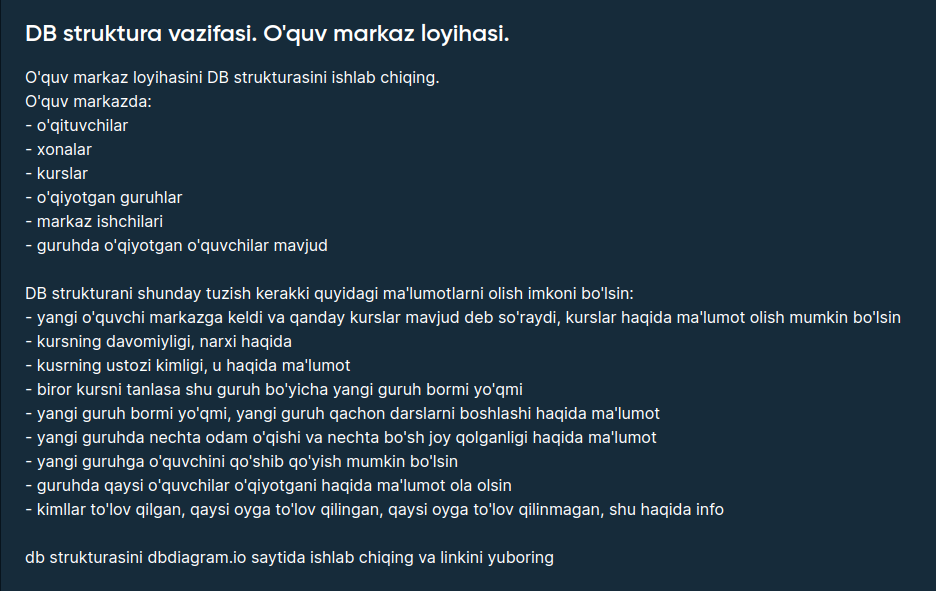 DB struktura vazifasi. O'quv markaz loyihasi.
O'quv markaz loyihasini DB strukturasini ishlab chiqing.
O'quv markazda:
- o'qituvchilar
- xonalar
- kurslar
- o'qiyotgan guruhlar
- markaz ishchilari
- guruhda o'qiyotgan o'quvchilar mavjud
DB strukturani shunday tuzish kerakki quyidagi ma'lumotlarni olish imkoni bo'lsin:
- yangi o'quvchi markazga keldi va qanday kurslar mavjud deb so'raydi, kurslar haqida ma'lumot olish mumkin bo'lsin
- kursning davomiyligi, narxi haqida
- kusrning ustozi kimligi, u haqida ma'lumot
- biror kursni tanlasa shu guruh bo'yicha yangi guruh bormi yo'qmi
- yangi guruh bormi yo'qmi, yangi guruh qachon darslarni boshlashi haqida ma'lumot
- yangi guruhda nechta odam o'qishi va nechta bo'sh joy qolganligi haqida ma'lumot
- yangi guruhga o'quvchini qo'shib qo'yish mumkin bo'lsin
- guruhda qaysi o'quvchilar o'qiyotgani haqida ma'lumot ola olsin
- kimllar to'lov qilgan, qaysi oyga to'lov qilingan, qaysi oyga to'lov qilinmagan, shu haqida info
db strukturasini dbdiagram.io saytida ishlab chiqing va linkini yuboring